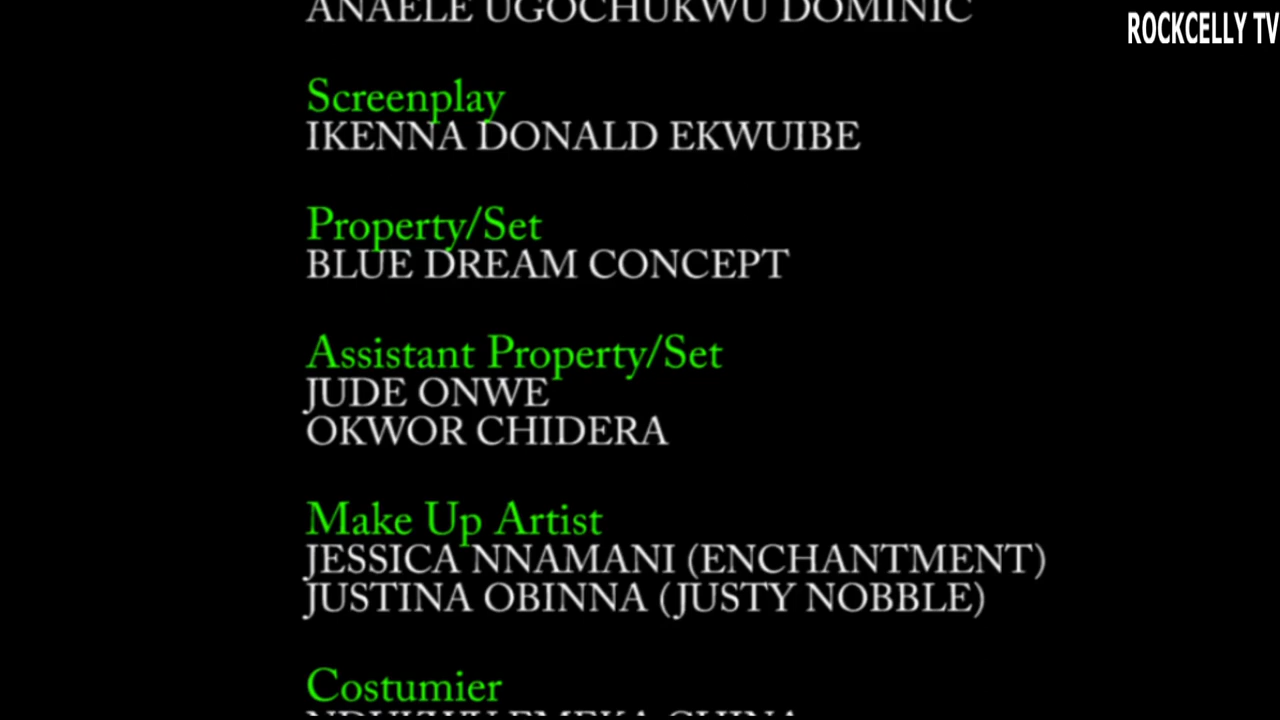 ANAELE UGOCHUKWU DOMINIC
ROCKCELLY TV
Screenplay
IKENNA DONALD EKWUIBE
Property/Set
BLUE DREAM CONCEPT
Assistant Property/Set
JUDE ONWE
OKWOR CHIDERA
Make Up Artist
JESSICA NNAMANI (ENCHANTMENT)
JUSTINA OBINNA (JUSTY NOBBLE)
Costumier